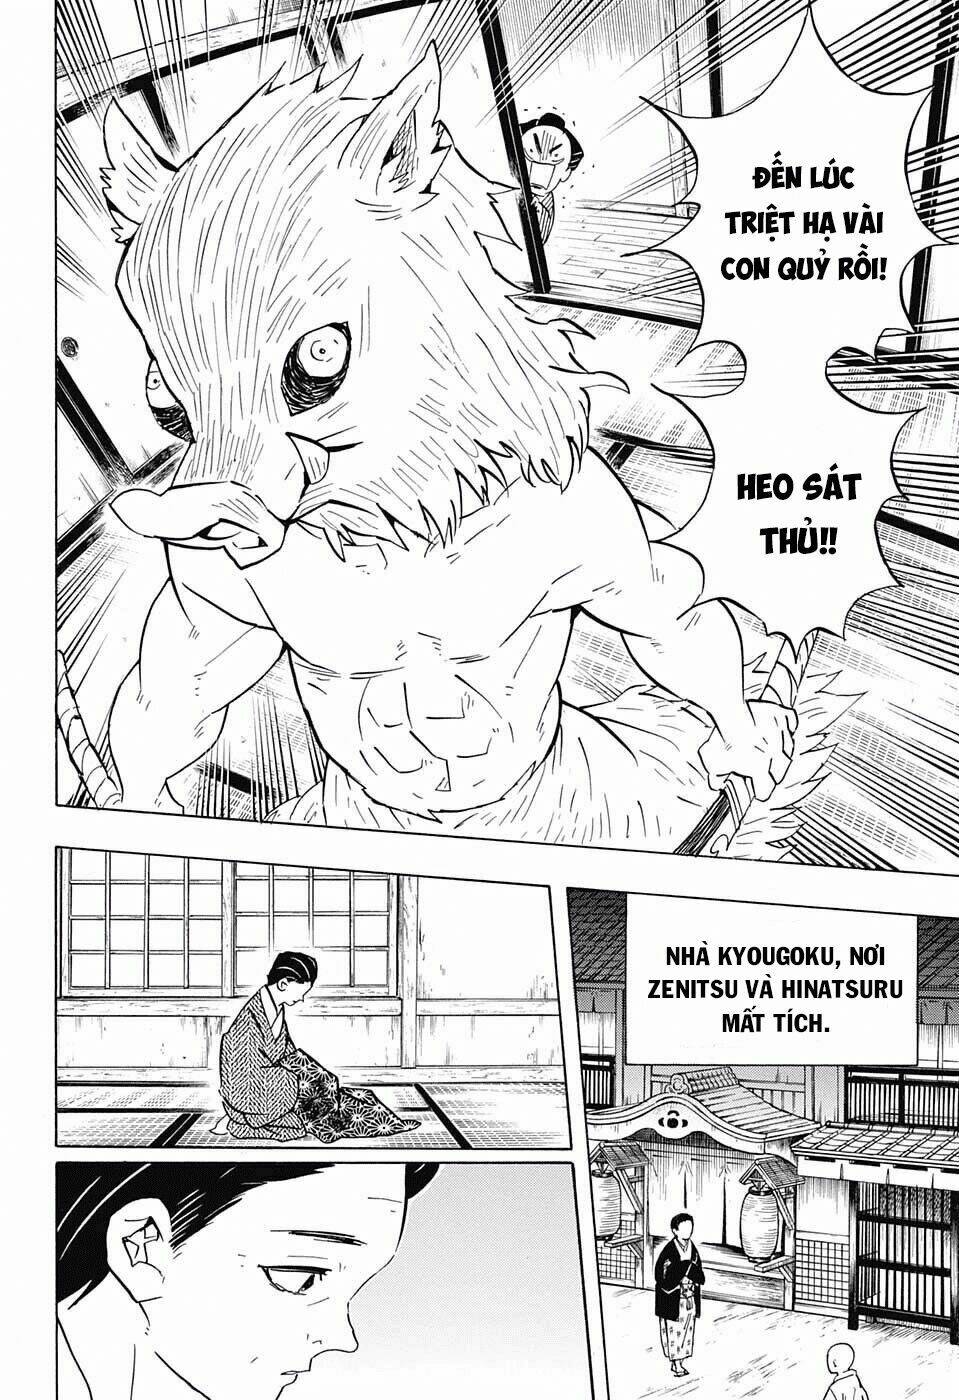 ĐẾN LÚC
TRIỆT HẠ VÀI
CON QUỶ RỒI!
HEO SÁT
THỦ!!
NHÀ KYOUGOKU, NƠI
ZENITSU VÀ HINATSURU
MẤT TÍCH.